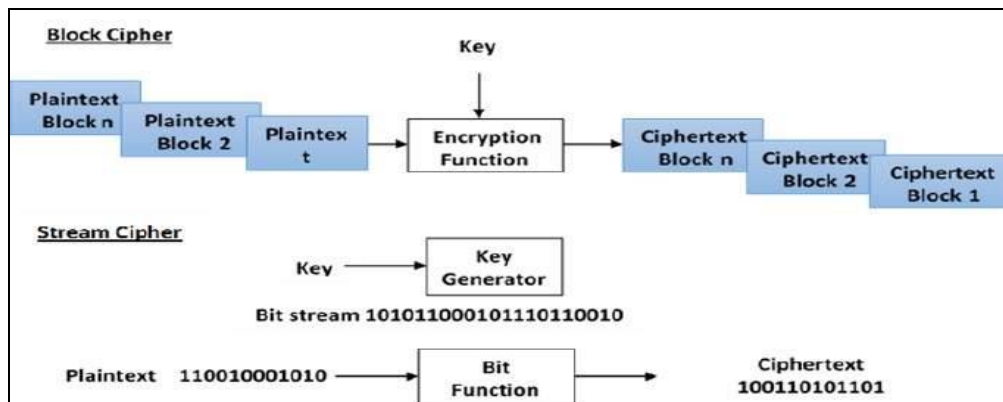 Block Cipher
Key
Plaintext
Block n
Plaintext
Block 2
Plaintex
t
Encryption
Function
Ciphertext
Block n
Ciphertext
Block 2
Ciphertext
Block 1
Stream Cipher
Key
Key
Generator
Bit stream 101011000101110110010
Plaintext 110010001010
Bit
Function
Ciphertext
100110101101